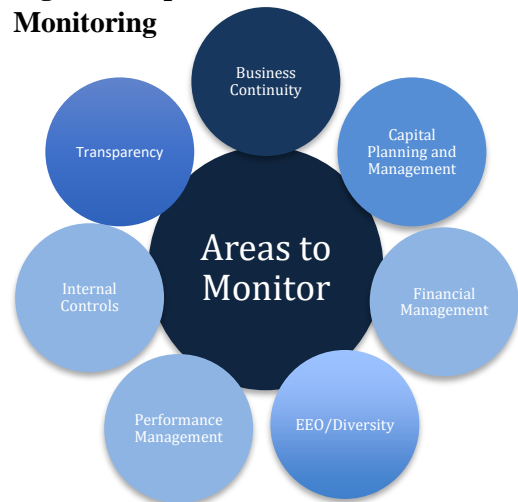 Monitoring
Business
Continuity
Capital
Planning and
Management
Financial
Management
EEO/Diversity
Performance
Management
Internal
Controls
Transparency
Areas to
Monitor